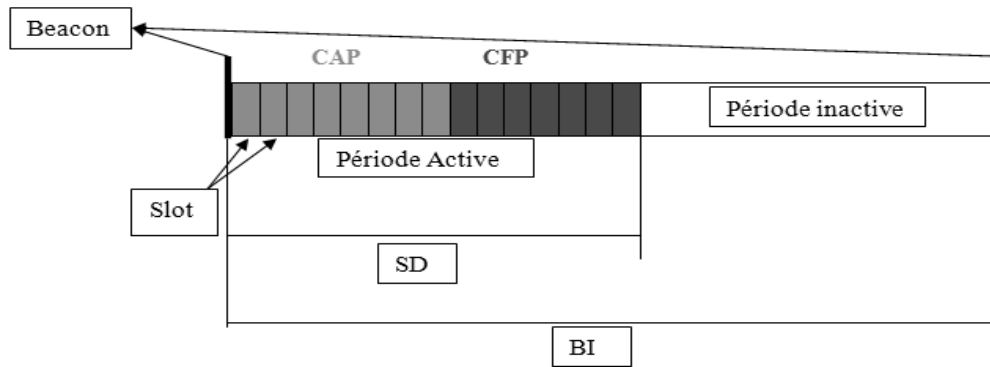 Beacon
CAP
CFP
Période inactive
Période Active
Slot
SD
BI